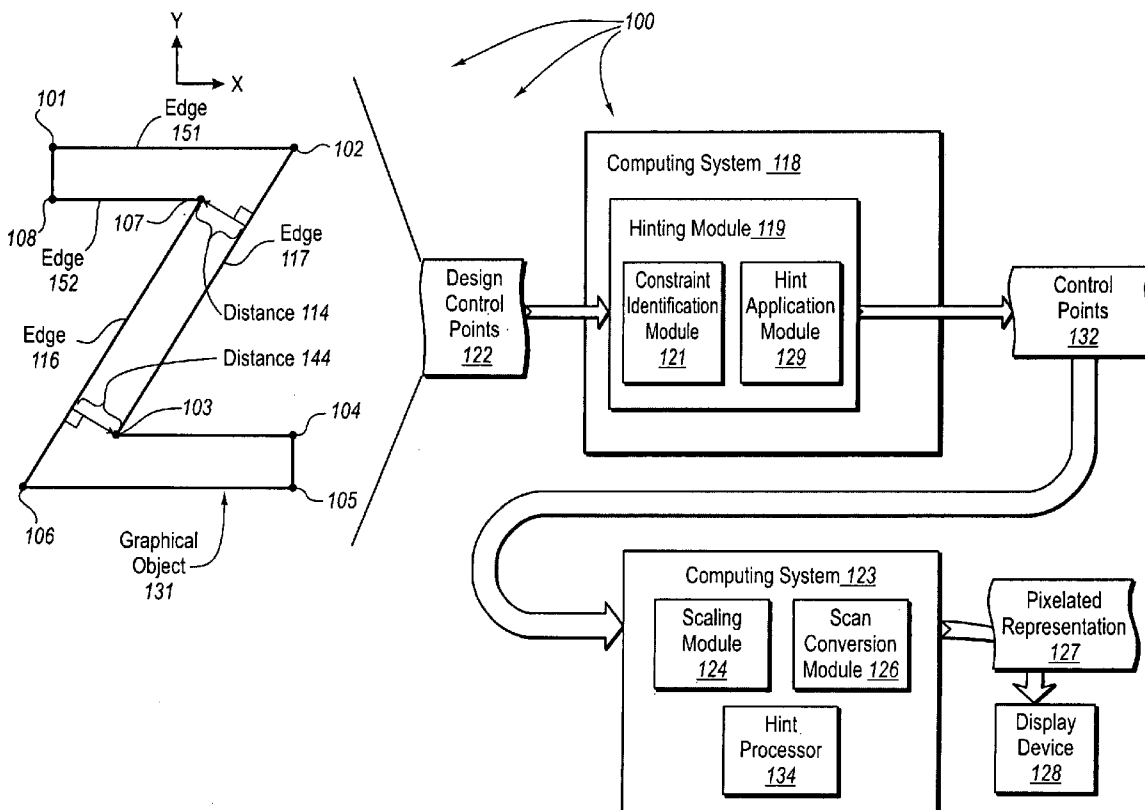 100
Y
X
101
Edge
151
102
108
107
Edge
152
Edge
117
Distance 114
Edge
116
Distance 144
103
104
106
105
Graphical
Object
131
Design
Control
Points
122
Computing System 118
Hinting Module 119
Constraint
Identification
Module
121
Hint
Application
Module
129
Control
Points
132
Computing System 123
Scaling
Module
124
Scan
Conversion
Module 126
Hint
Processor
134
Pixelated
Representation
127
Display
Device
128